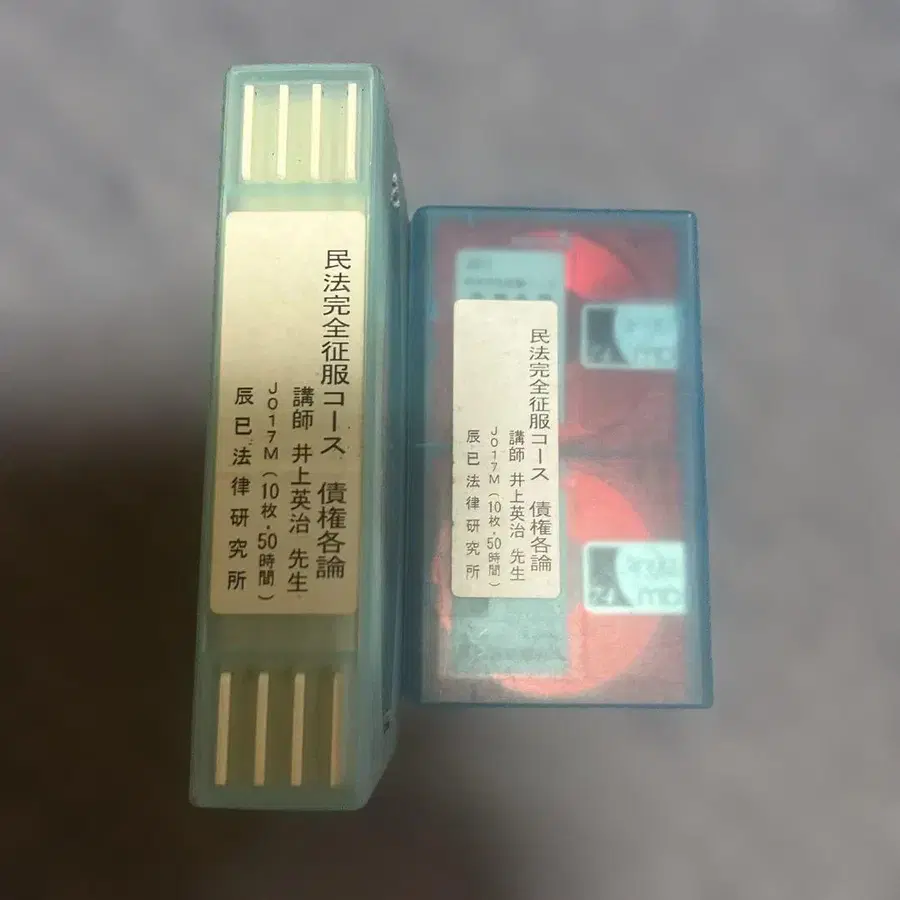 民法完全征服コース 債権各論
講師 井上英治 先生
J017M(10枚・50時間)
辰已法律研究所
民法完全征服コース 債権各論
講師 井上英治 先生
J017M(10枚・50時間)
辰已法律研究所